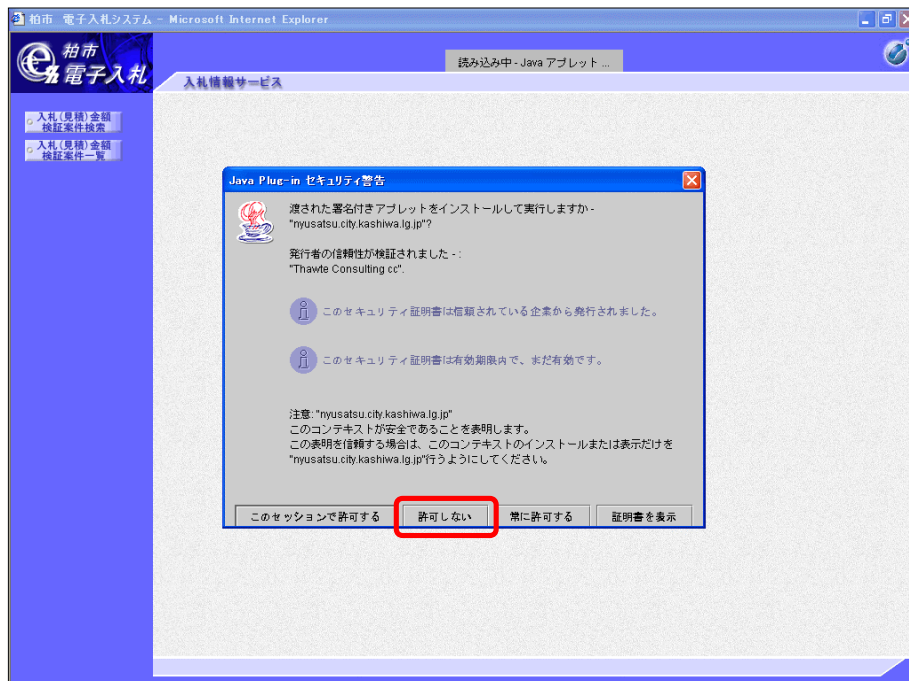 柏市 電子入札システム - Microsoft Internet Explorer
柏市
電子入札
読み込み中 - Java アプレット ...
入札情報サービス
入札(見積)金額
検証案件検索
入札(見積)金額
検証案件一覧
Java Plug-in セキュリティ警告
渡された署名付きアプレットをインストールして実行しますか -
"nyusatsu.city.kashiwa.lg.jp"?
発行者の信頼性が検証されました - :
"Thawte Consulting cc".
このセキュリティ証明書は信頼されている企業から発行されました。
このセキュリティ証明書は有効期限内で、まだ有効です。
注意: "nyusatsu.city.kashiwa.lg.jp"
このコンテキストが安全であることを表明します。
この表明を信頼する場合は、このコンテキストのインストールまたは表示だけを
"nyusatsu.city.kashiwa.lg.jp"行うようにしてください。
このセッションで許可する 許可しない 常に許可する 証明書を表示